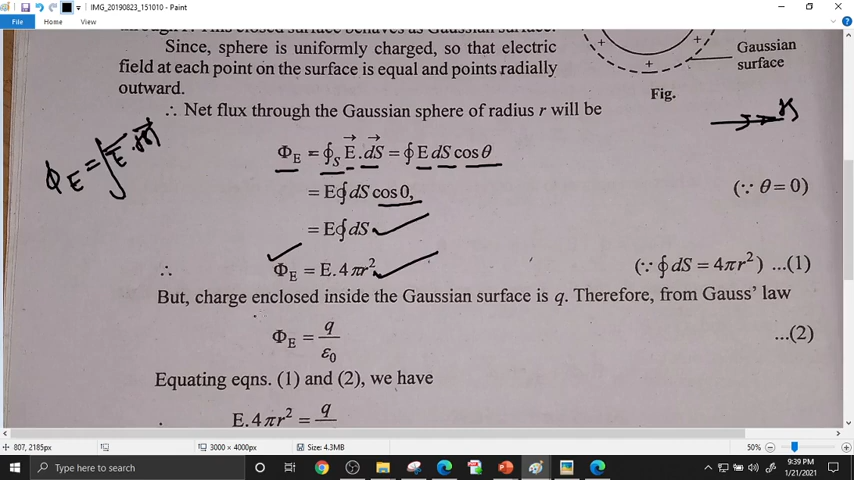 IMG_20190823_151010 - Paint
File Home View
Since, sphere is uniformly charged, so that electric
field at each point on the surface is equal and points radially
outward.
Gaussian
surface
Fig.
∴ Net flux through the Gaussian sphere of radius r will be
Φ_E = ∮_S E⃗.dS⃗ = ∮E dS cos θ
ϕ_E = ∫E⃗.dS⃗
= E∮dS cos 0, (∵ θ = 0)
= E∮dS
∴ Φ_E = E.4πr² (∵ ∮dS = 4πr²) ...(1)
But, charge enclosed inside the Gaussian surface is q. Therefore, from Gauss' law
Φ_E = q/ε₀ ...(2)
Equating eqns. (1) and (2), we have
E.4πr² = q
807, 2185px 3000 × 4000px Size: 4.3MB 50%
Type here to search
9:39 PM
1/21/2021